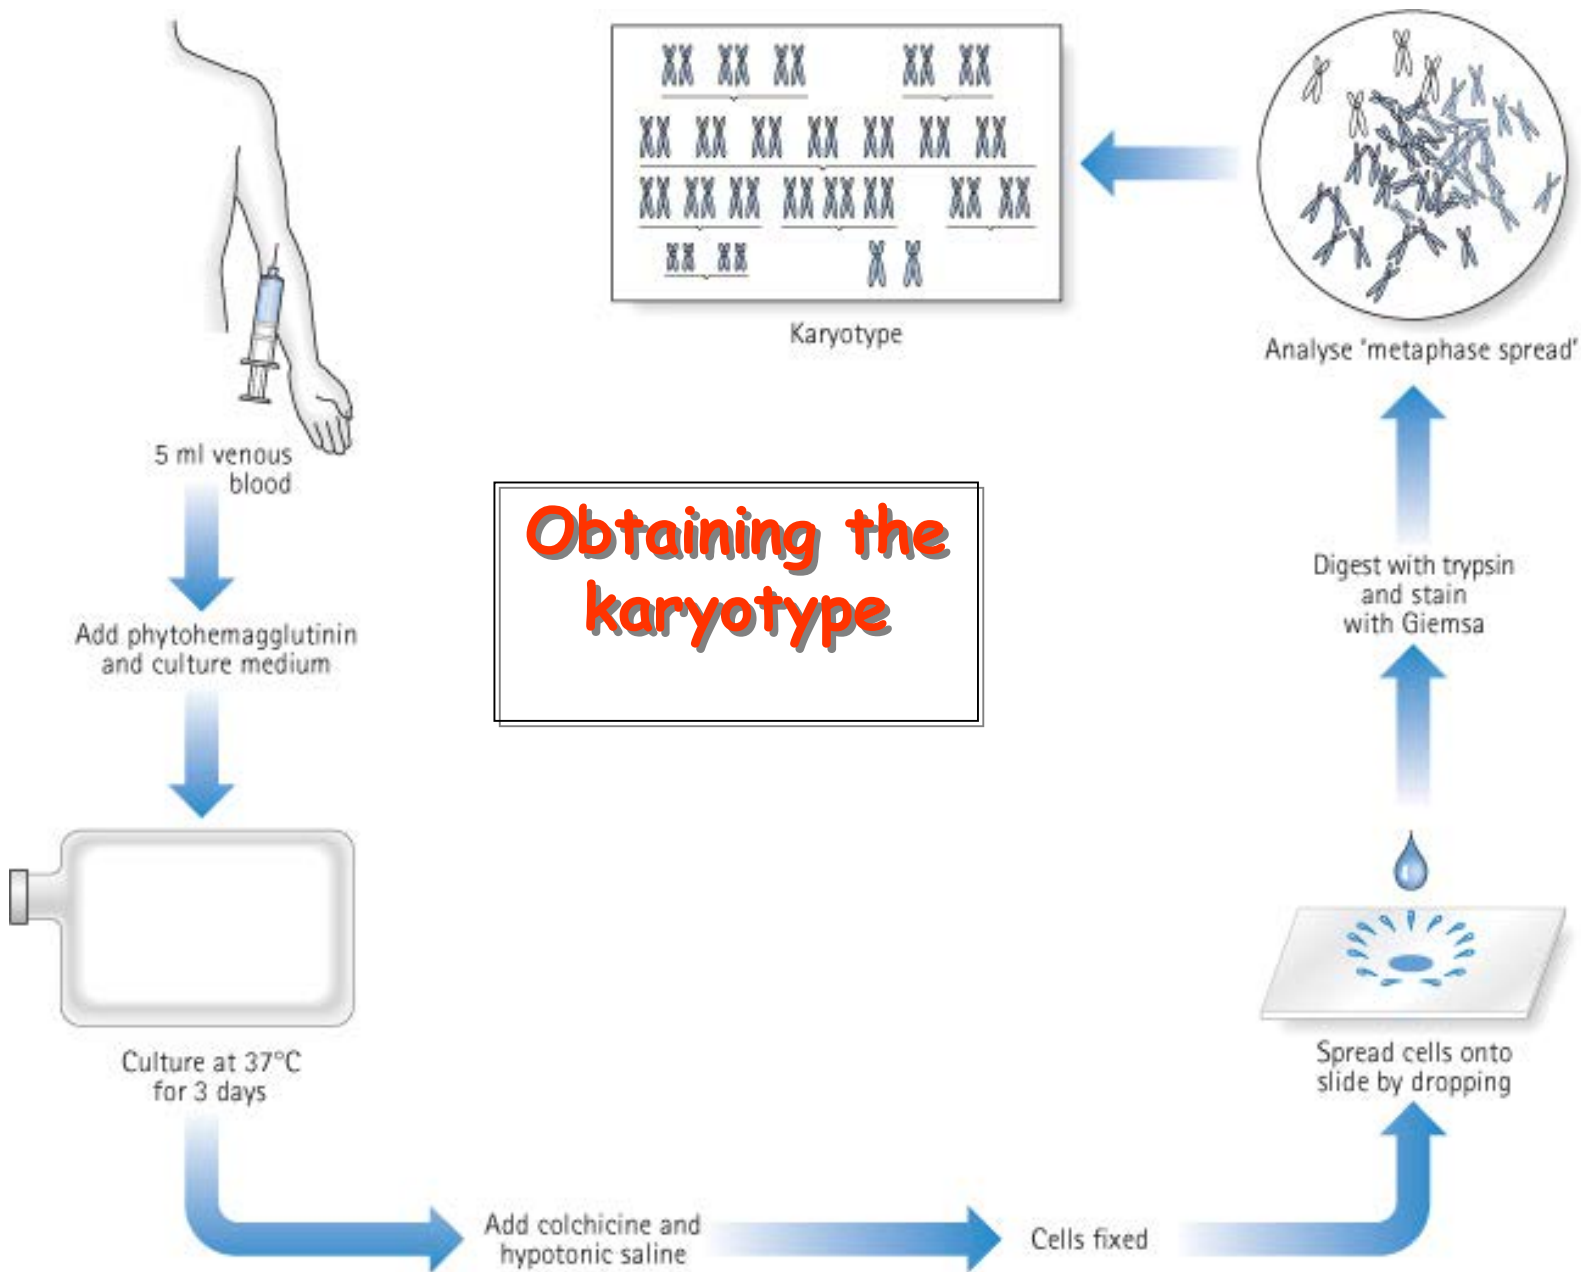 Karyotype
Analyse 'metaphase spread'
5 ml venous
blood
Obtaining the
karyotype
Add phytohemagglutinin
and culture medium
Digest with trypsin
and stain
with Giemsa
Culture at 37°C
for 3 days
Spread cells onto
slide by dropping
Add colchicine and
hypotonic saline
Cells fixed